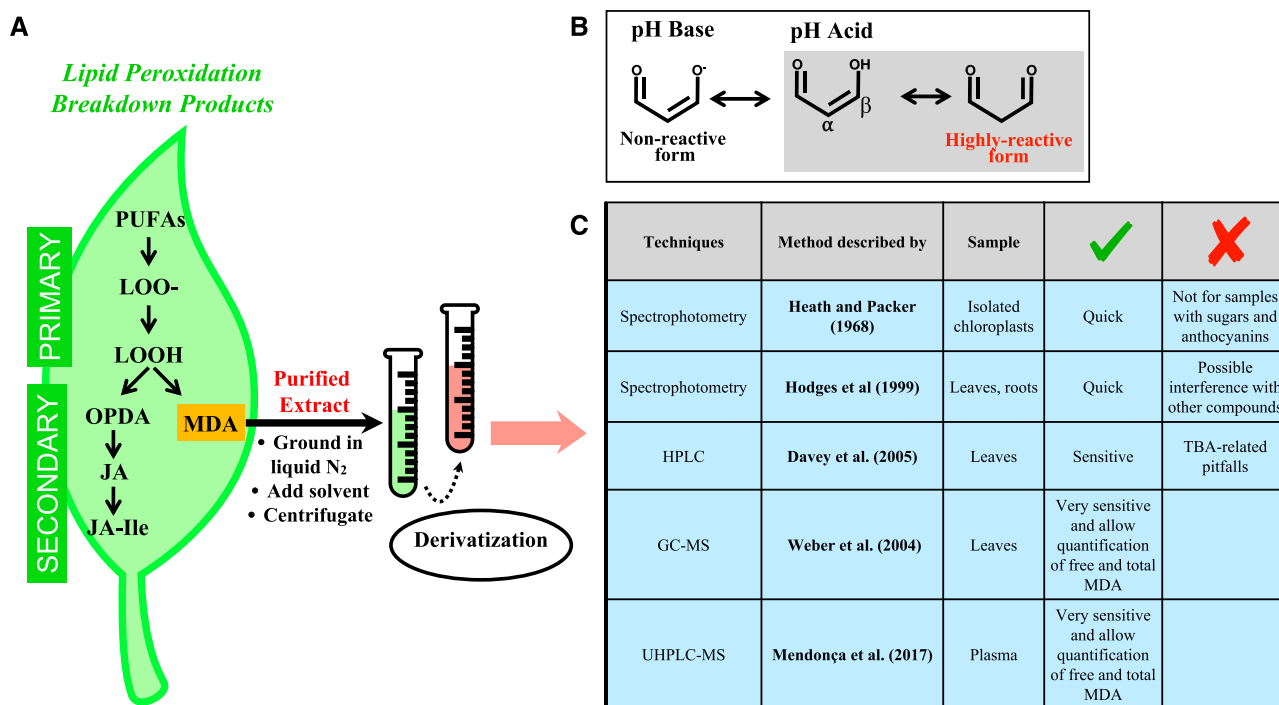 A
Lipid Peroxidation
Breakdown Products
PRIMARY
SECONDARY
PUFAs
LOO-
LOOH
OPDA
MDA
JA
JA-Ile
Purified
Extract
• Ground in
liquid N₂
• Add solvent
• Centrifugate
Derivatization
B
pH Base
pH Acid
O
O-
O
OH
α
β
O
O
Non-reactive
form
Highly-reactive
form
C
Techniques
Method described by
Sample
Spectrophotometry
Heath and Packer
(1968)
Isolated
chloroplasts
Quick
Not for samples
with sugars and
anthocyanins
Spectrophotometry
Hodges et al (1999)
Leaves, roots
Quick
Possible
interference with
other compounds
HPLC
Davey et al. (2005)
Leaves
Sensitive
TBA-related
pitfalls
GC-MS
Weber et al. (2004)
Leaves
Very sensitive
and allow
quantification
of free and total
MDA
UHPLC-MS
Mendonça et al. (2017)
Plasma
Very sensitive
and allow
quantification
of free and total
MDA